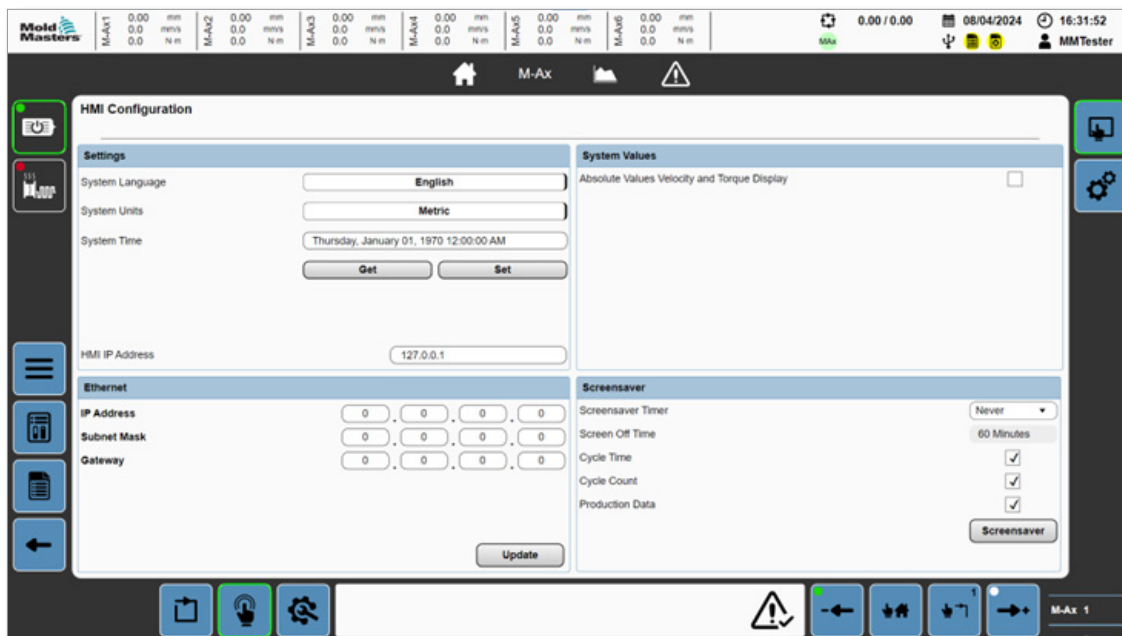 Mold Masters
M-Ax1 0.00 mm 0.0 mm/s 0.0 N·m
M-Ax2 0.00 mm 0.0 mm/s 0.0 N·m
M-Ax3 0.00 mm 0.0 mm/s 0.0 N·m
M-Ax4 0.00 mm 0.0 mm/s 0.0 N·m
M-Ax5 0.00 mm 0.0 mm/s 0.0 N·m
M-Ax6 0.00 mm 0.0 mm/s 0.0 N·m
MAx
0.00 / 0.00
08/04/2024
16:31:52
MMTester
M-Ax
HMI Configuration
Settings
System Language English
System Units Metric
System Time Thursday, January 01, 1970 12:00:00 AM
Get Set
HMI IP Address 127.0.0.1
System Values
Absolute Values Velocity and Torque Display
Ethernet
IP Address 0 . 0 . 0 . 0
Subnet Mask 0 . 0 . 0 . 0
Gateway 0 . 0 . 0 . 0
Update
Screensaver
Screensaver Timer Never
Screen Off Time 60 Minutes
Cycle Time
Cycle Count
Production Data
Screensaver
1
M-Ax 1